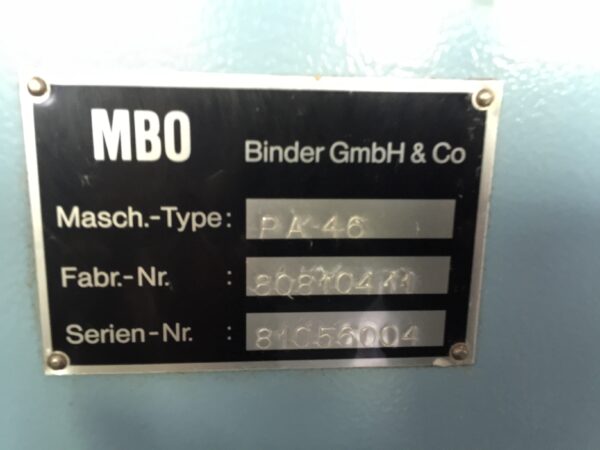 MBO Binder GmbH & Co
Masch.-Type: PA 46
Fabr.-Nr. :
Serien-Nr. : 81056004